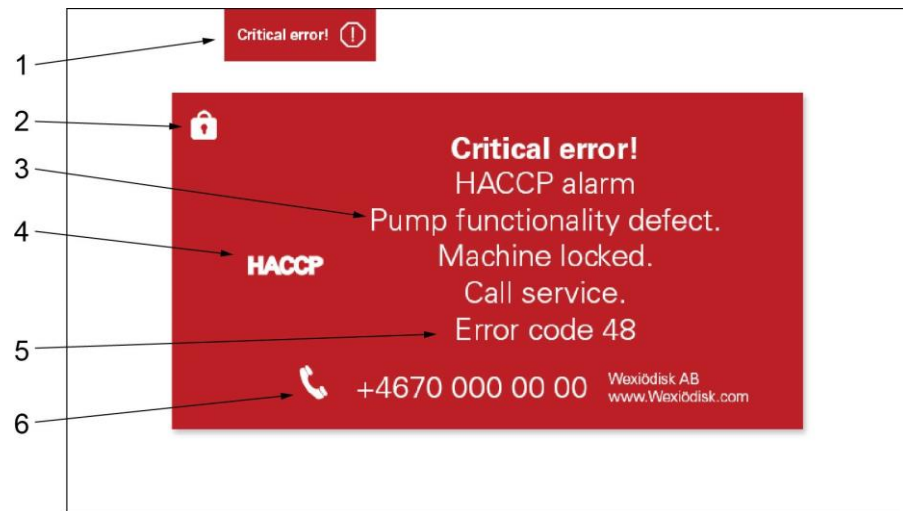 Critical error!
1
2
Critical error!
HACCP alarm
3
Pump functionality defect.
4
Machine locked.
HACCP
Call service.
5
Error code 48
6
+4670 000 00 00
Wexiödisk AB
www.Wexiödisk.com